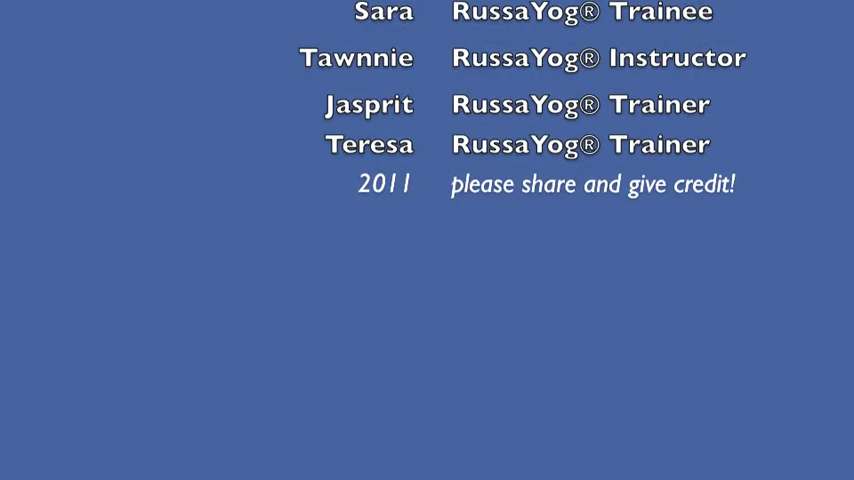 Sara RussaYog® Trainee
Tawnnie RussaYog® Instructor
Jasprit RussaYog® Trainer
Teresa RussaYog® Trainer
2011 please share and give credit!